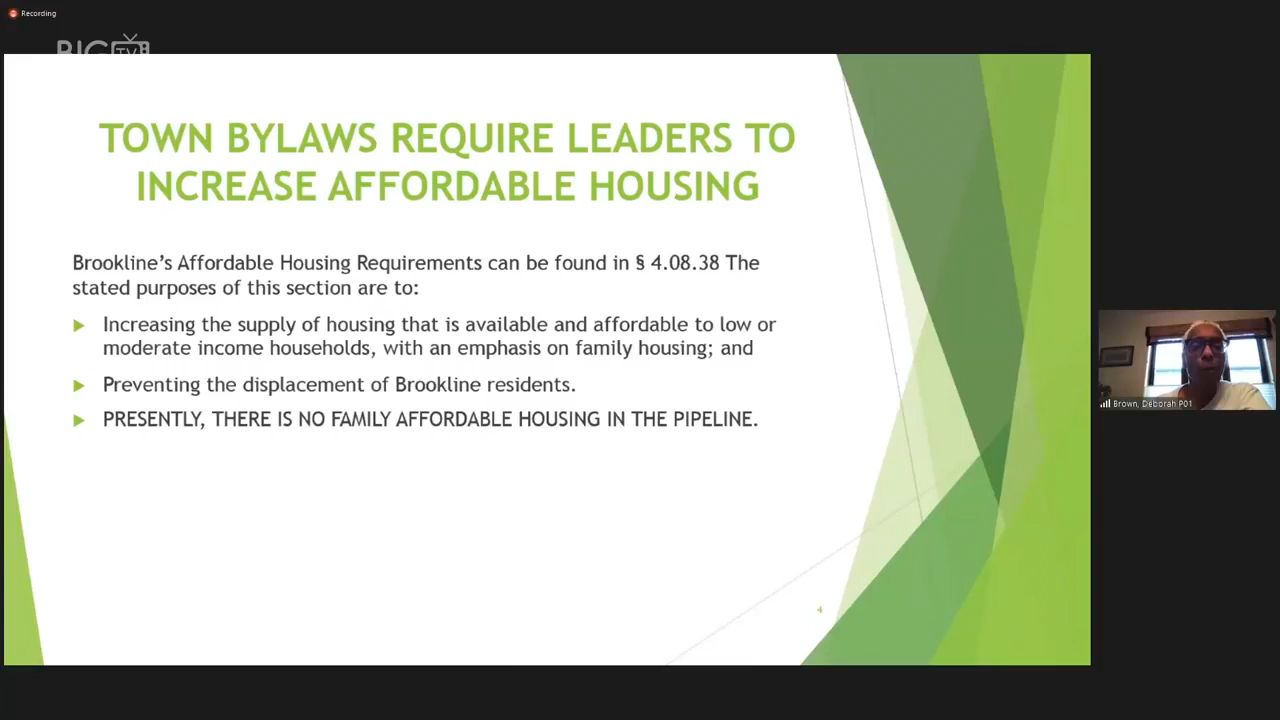 Recording
BIG TV
TOWN BYLAWS REQUIRE LEADERS TO
INCREASE AFFORDABLE HOUSING
Brookline’s Affordable Housing Requirements can be found in § 4.08.38 The
stated purposes of this section are to:
Increasing the supply of housing that is available and affordable to low or
moderate income households, with an emphasis on family housing; and
Preventing the displacement of Brookline residents.
PRESENTLY, THERE IS NO FAMILY AFFORDABLE HOUSING IN THE PIPELINE.
4
Brown, Deborah P01